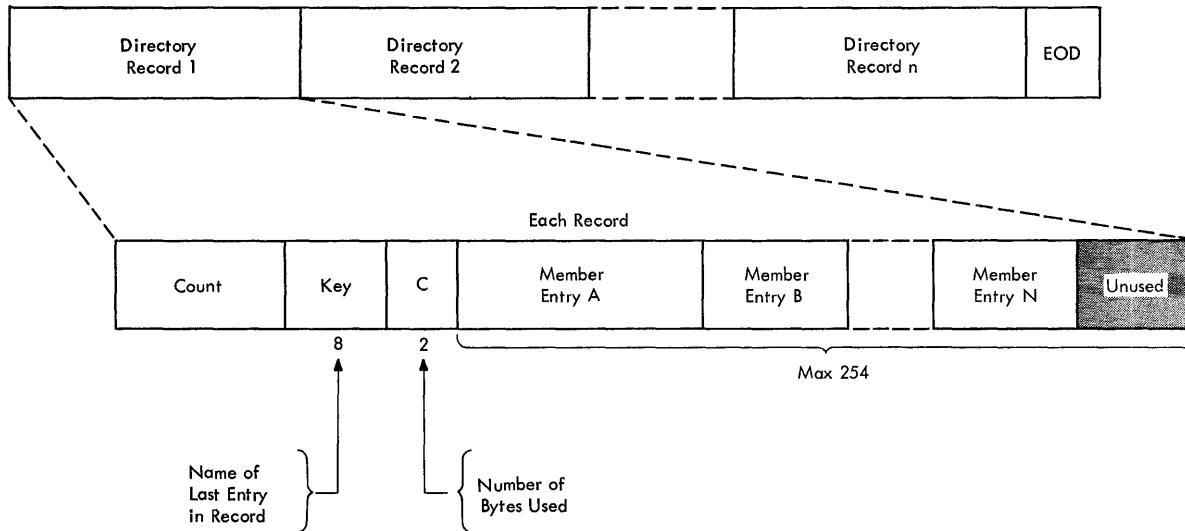 Directory
Record 1
Directory
Record 2
Directory
Record n
EOD
Each Record
Count
Key
C
Member
Entry A
Member
Entry B
Member
Entry N
Unused
8
2
Max 254
Name of
Last Entry
in Record
Number of
Bytes Used